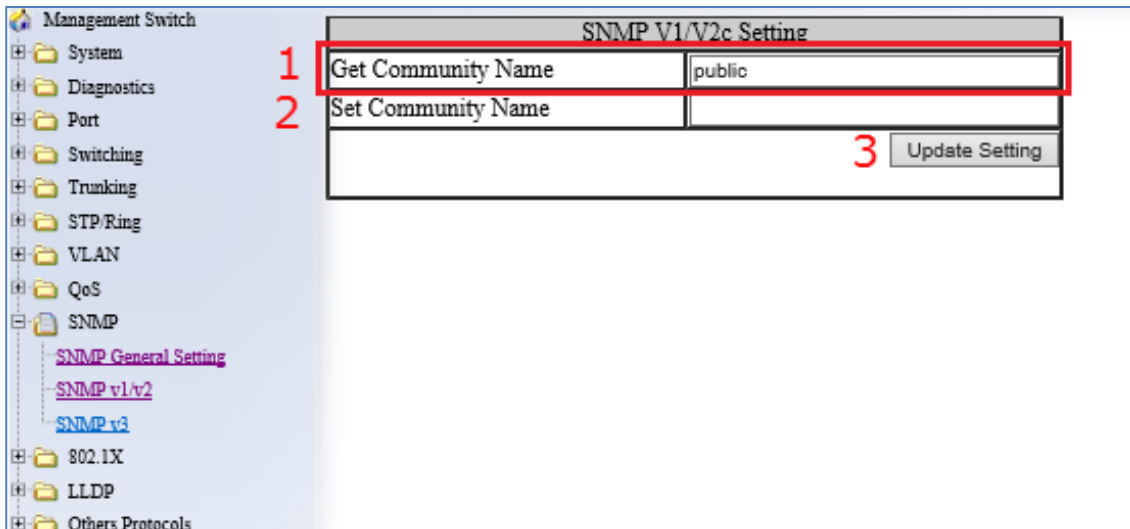 Management Switch
System
Diagnostics
Port
Switching
Trunking
STP/Ring
VLAN
QoS
SNMP
SNMP General Setting
SNMP v1/v2
SNMP v3
802.1X
LLDP
Others Protocols
SNMP V1/V2c Setting
1 Get Community Name public
2 Set Community Name
3 Update Setting